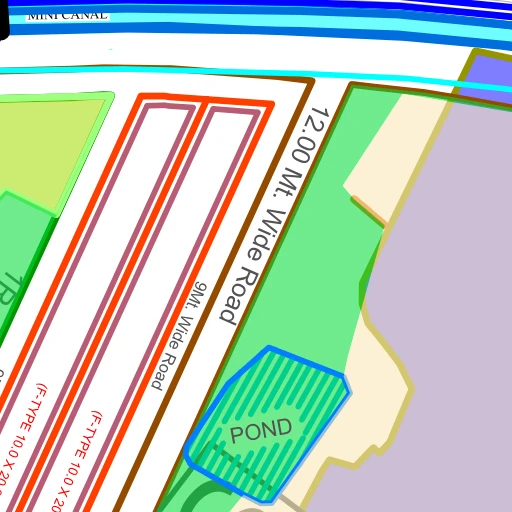 MINI CANAL
12.00 Mt. Wide Road
9Mt. Wide Road
POND
(F-TYPE 10.0 X 20.
(F-TYPE 10.0 X 20